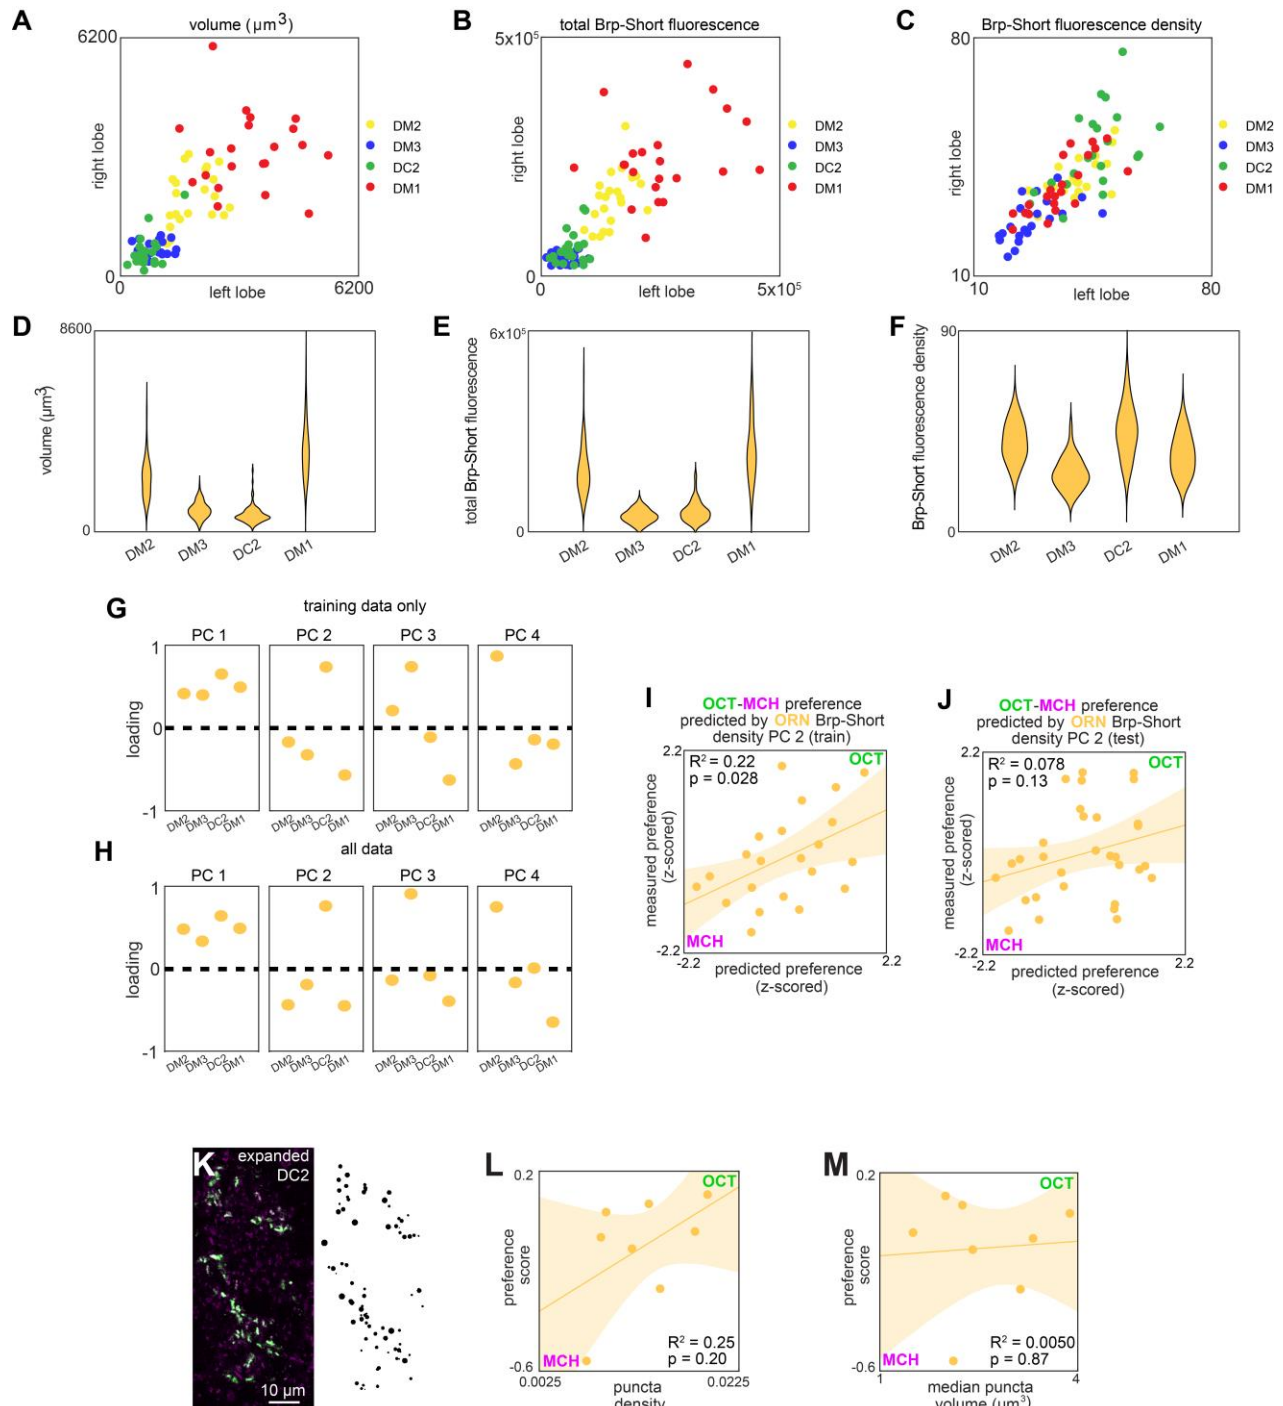 A
volume (µm3)
6200
right lobe
0
0
left lobe
6200
DM2
DM3
DC2
DM1
B
total Brp-Short fluorescence
5x10^5
right lobe
0
0
left lobe
5x10^5
DM2
DM3
DC2
DM1
C
Brp-Short fluorescence density
80
right lobe
10
10
left lobe
80
DM2
DM3
DC2
DM1
D
8600
volume (µm3)
0
DM2
DM3
DC2
DM1
E
6x10^5
total Brp-Short fluorescence
0
DM2
DM3
DC2
DM1
F
90
Brp-Short fluorescence density
0
DM2
DM3
DC2
DM1
G
training data only
PC 1
PC 2
PC 3
PC 4
1
loading
0
-1
DM2 DM3 DC2 DM1
DM2 DM3 DC2 DM1
DM2 DM3 DC2 DM1
DM2 DM3 DC2 DM1
H
all data
PC 1
PC 2
PC 3
PC 4
1
loading
0
-1
DM2 DM3 DC2 DM1
DM2 DM3 DC2 DM1
DM2 DM3 DC2 DM1
DM2 DM3 DC2 DM1
I
OCT-MCH preference
predicted by ORN Brp-Short
density PC 2 (train)
2.2
R² = 0.22
p = 0.028
OCT
measured preference
(z-scored)
MCH
-2.2
-2.2
2.2
predicted preference
(z-scored)
J
OCT-MCH preference
predicted by ORN Brp-Short
density PC 2 (test)
2.2
R² = 0.078
p = 0.13
OCT
measured preference
(z-scored)
MCH
-2.2
-2.2
2.2
predicted preference
(z-scored)
K
expanded
DC2
10 µm
L
0.2
OCT
preference
score
R² = 0.25
p = 0.20
MCH
-0.6
0.0025
0.0225
puncta
density
M
0.2
OCT
preference
score
R² = 0.0050
p = 0.87
MCH
-0.6
1
4
median puncta
volume (µm³)